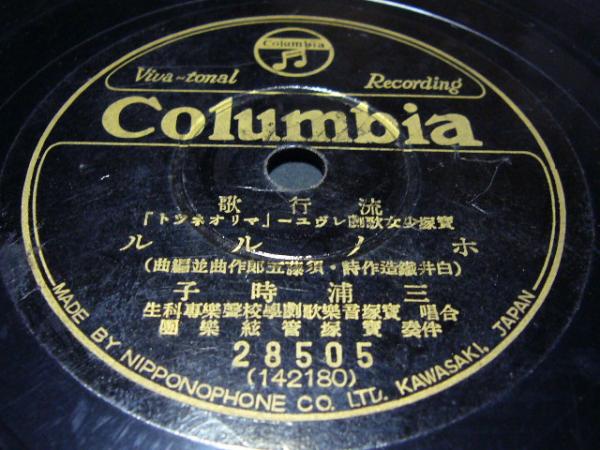 Columbia
Viva-tonal Recording
Columbia
流行歌
寶塚少女歌劇レヴユー「マリオネツト」
ホノルル
(白井鐵造作詩・須藤五郎作曲並編曲)
三浦時子
合唱 寶塚音樂歌劇學校聲樂專科生
伴奏 寶塚管絃樂團
28505
(142180)
MADE BY NIPPONOPHONE CO. LTD. KAWASAKI, JAPAN